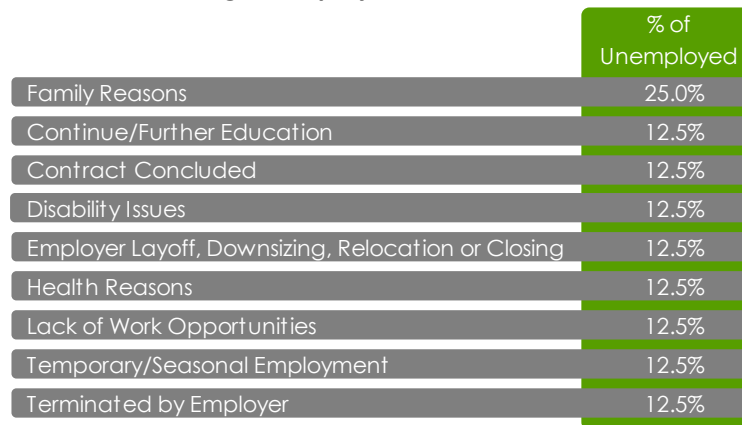 % of
Unemployed
Family Reasons 25.0%
Continue/Further Education 12.5%
Contract Concluded 12.5%
Disability Issues 12.5%
Employer Layoff, Downsizing, Relocation or Closing 12.5%
Health Reasons 12.5%
Lack of Work Opportunities 12.5%
Temporary/Seasonal Employment 12.5%
Terminated by Employer 12.5%